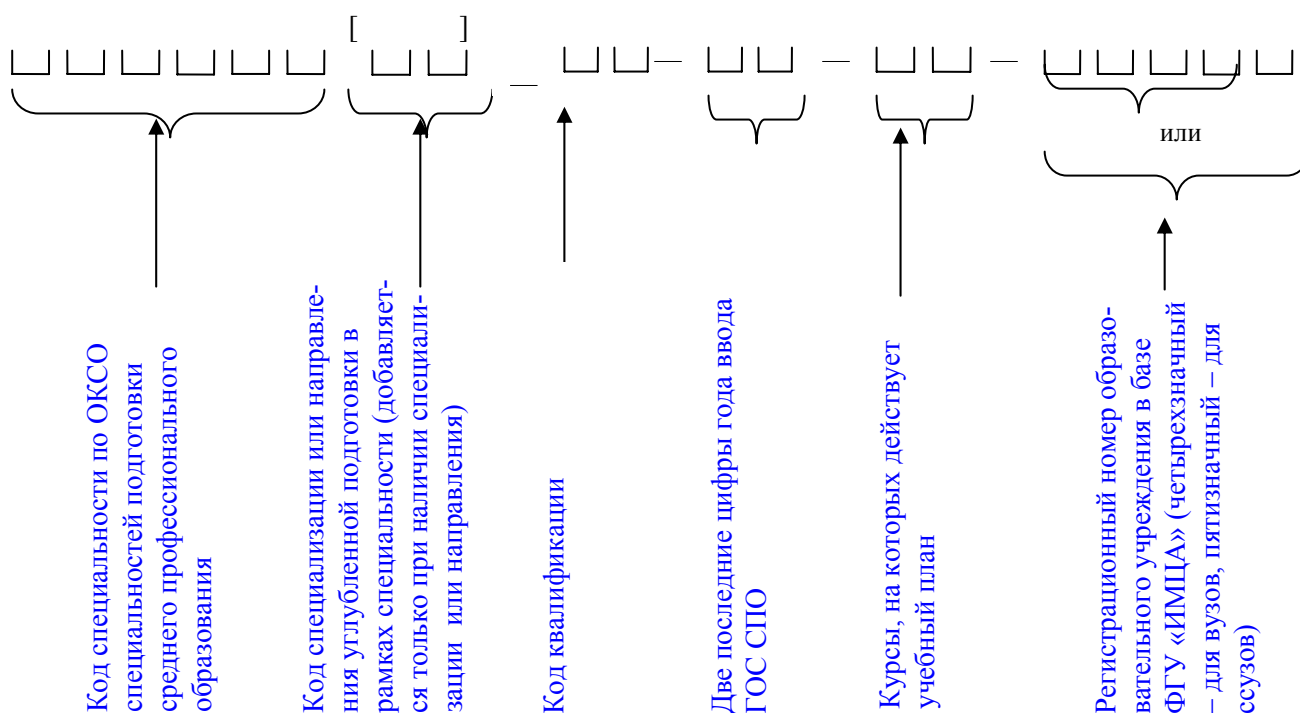 [ ]
— — — —
или
Код специальности по ОКСО
специальностей подготовки
среднего профессионального
образования
Код специализации или направле-
ния углубленной подготовки в
рамках специальности (добавляет-
ся только при наличии специали-
зации или направления)
Код квалификации
Две последние цифры года ввода
ГОС СПО
Курсы, на которых действует
учебный план
Регистрационный номер образо-
вательного учреждения в базе
ФГУ «ИМЦА» (четырехзначный
– для вузов, пятизначный – для
ссузов)